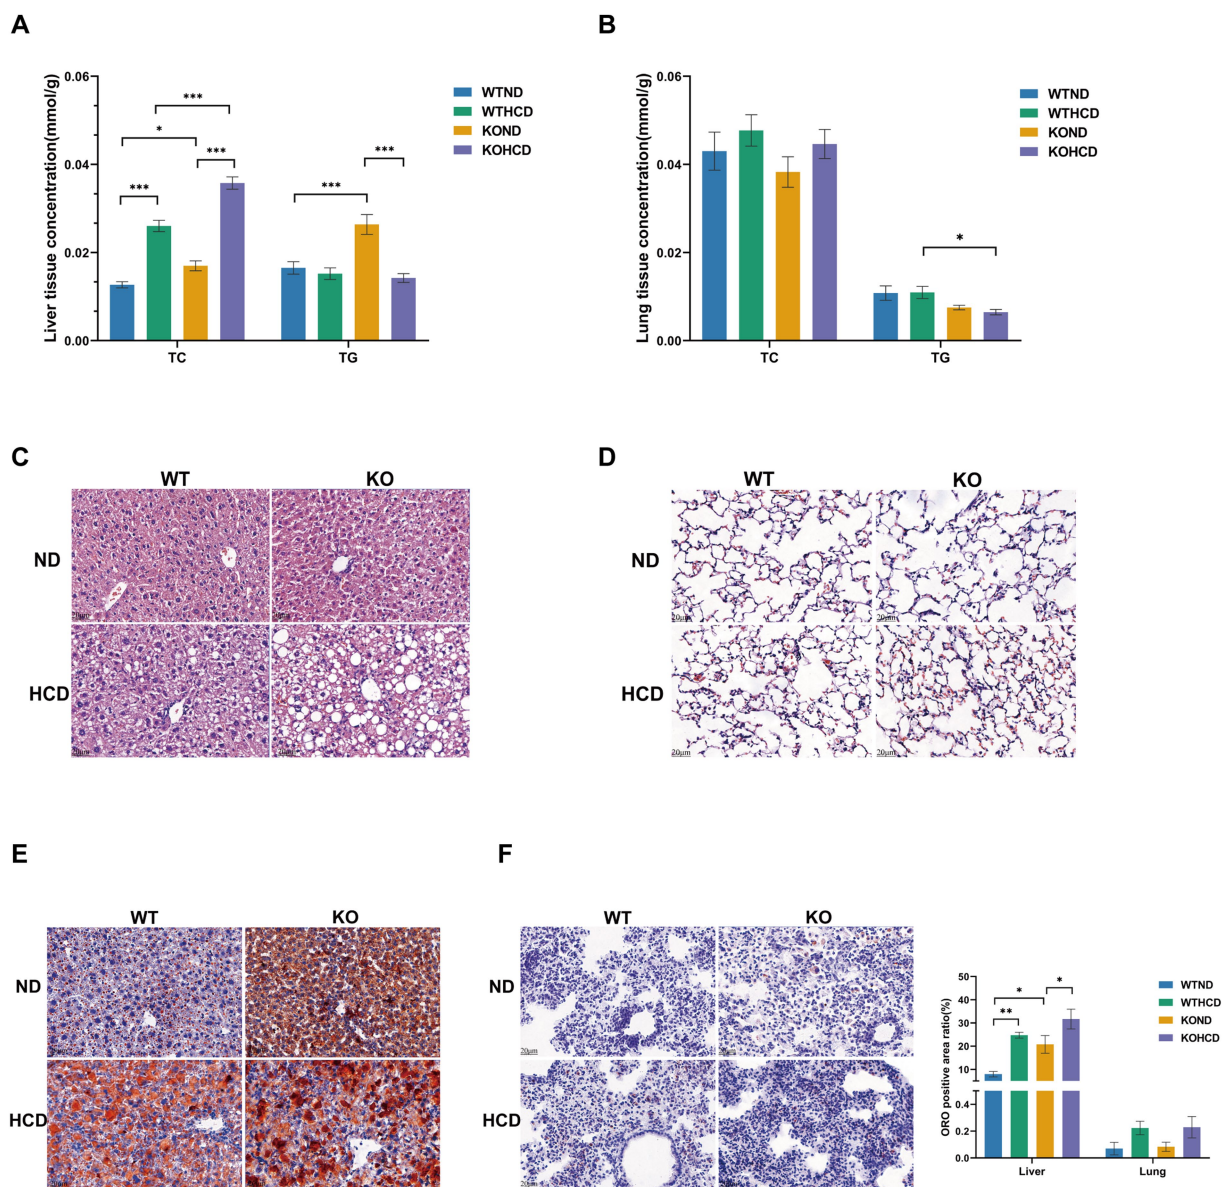 A
Liver tissue concentration(mmol/g)
0.06
0.04
0.02
0.00
***
*
***
***
***
***
TC
TG
WTND
WTHCD
KOND
KOHCD
B
Lung tissue concentration(mmol/g)
0.06
0.04
0.02
0.00
*
TC
TG
WTND
WTHCD
KOND
KOHCD
C
WT
KO
ND
HCD
20μm
D
WT
KO
ND
HCD
20μm
20μm
20μm
20μm
E
WT
KO
ND
HCD
F
WT
KO
ND
HCD
20μm
20μm
20μm
20μm
ORO positive area ratio(%)
50
40
30
20
10
0.4
0.2
0.0
*
*
**
Liver
Lung
WTND
WTHCD
KOND
KOHCD